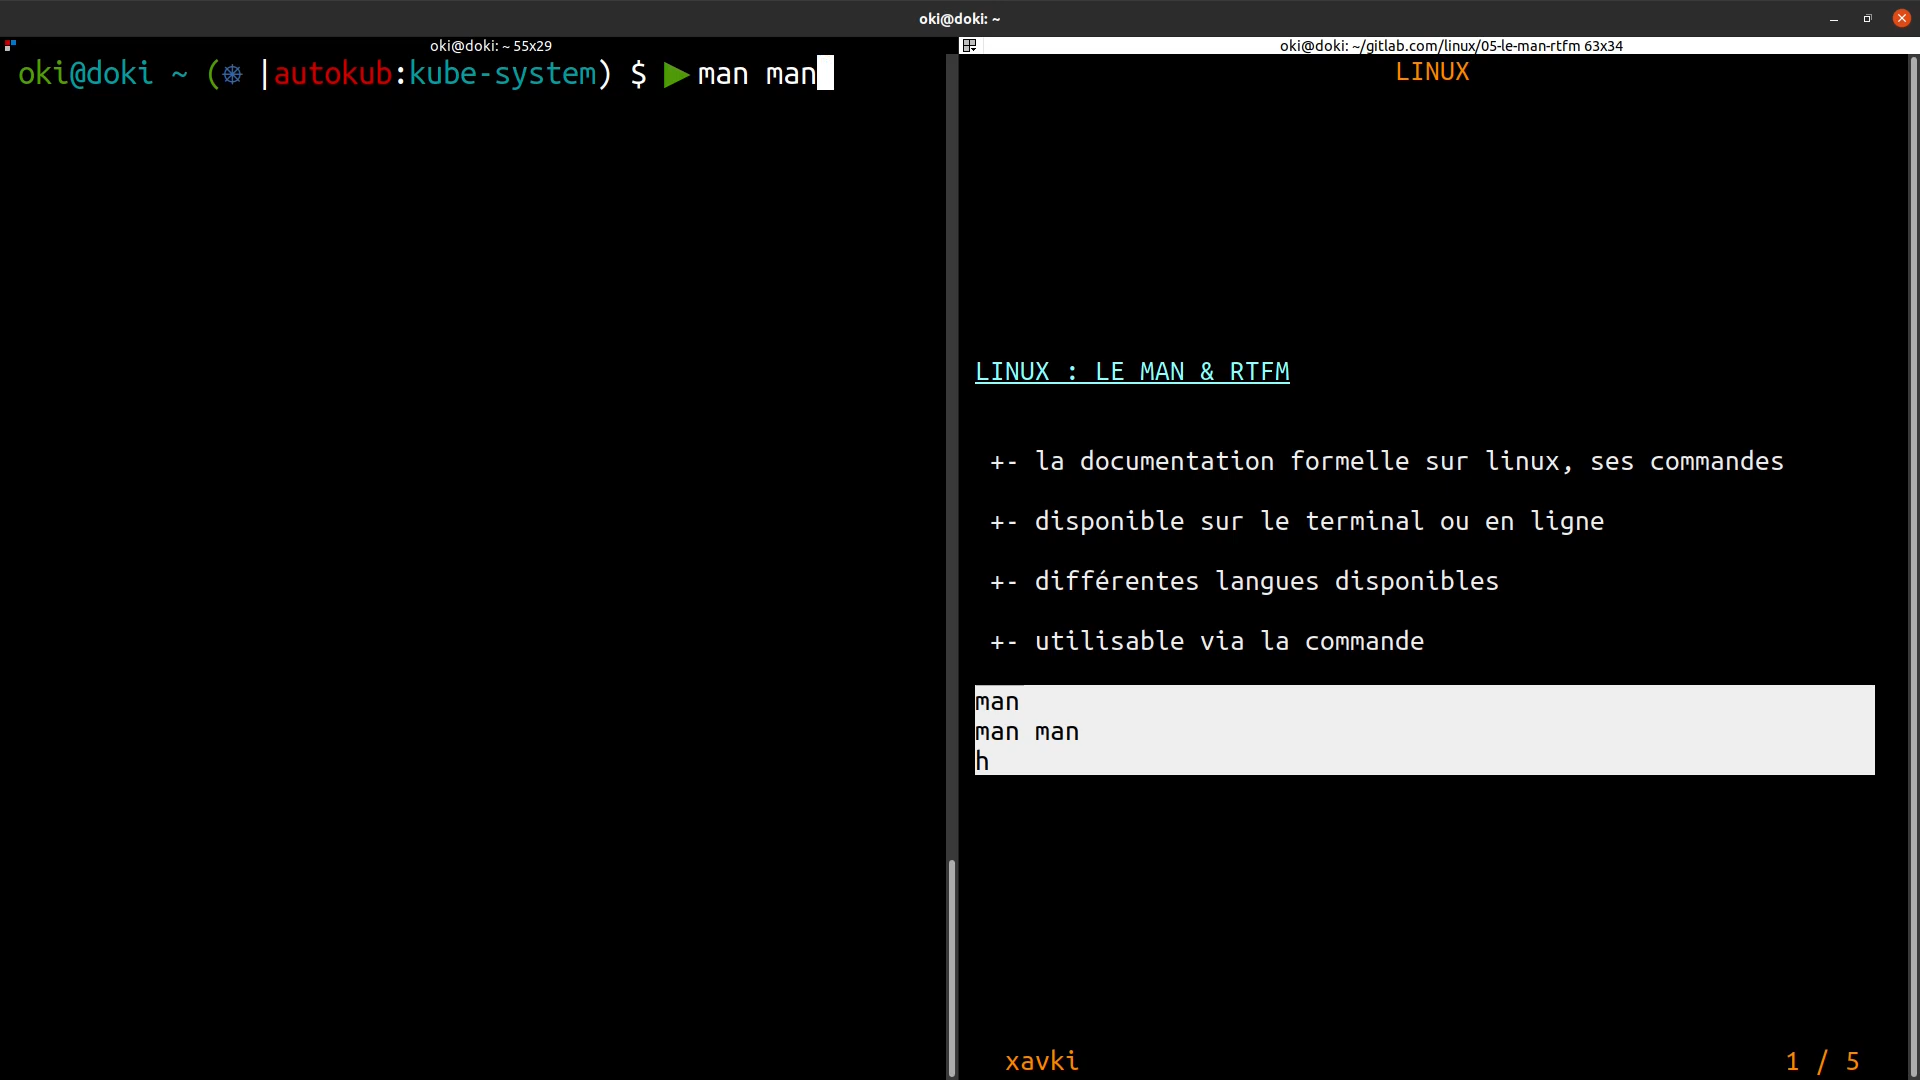 oki@doki: ~
oki@doki: ~ 55x29
oki@doki ~ (⎈ |autokub:kube-system) $ ▶ man man
oki@doki: ~/gitlab.com/linux/05-le-man-rtfm 63x34
LINUX
LINUX : LE MAN & RTFM
+- la documentation formelle sur linux, ses commandes
+- disponible sur le terminal ou en ligne
+- différentes langues disponibles
+- utilisable via la commande
man
man man
h
xavki
1 / 5